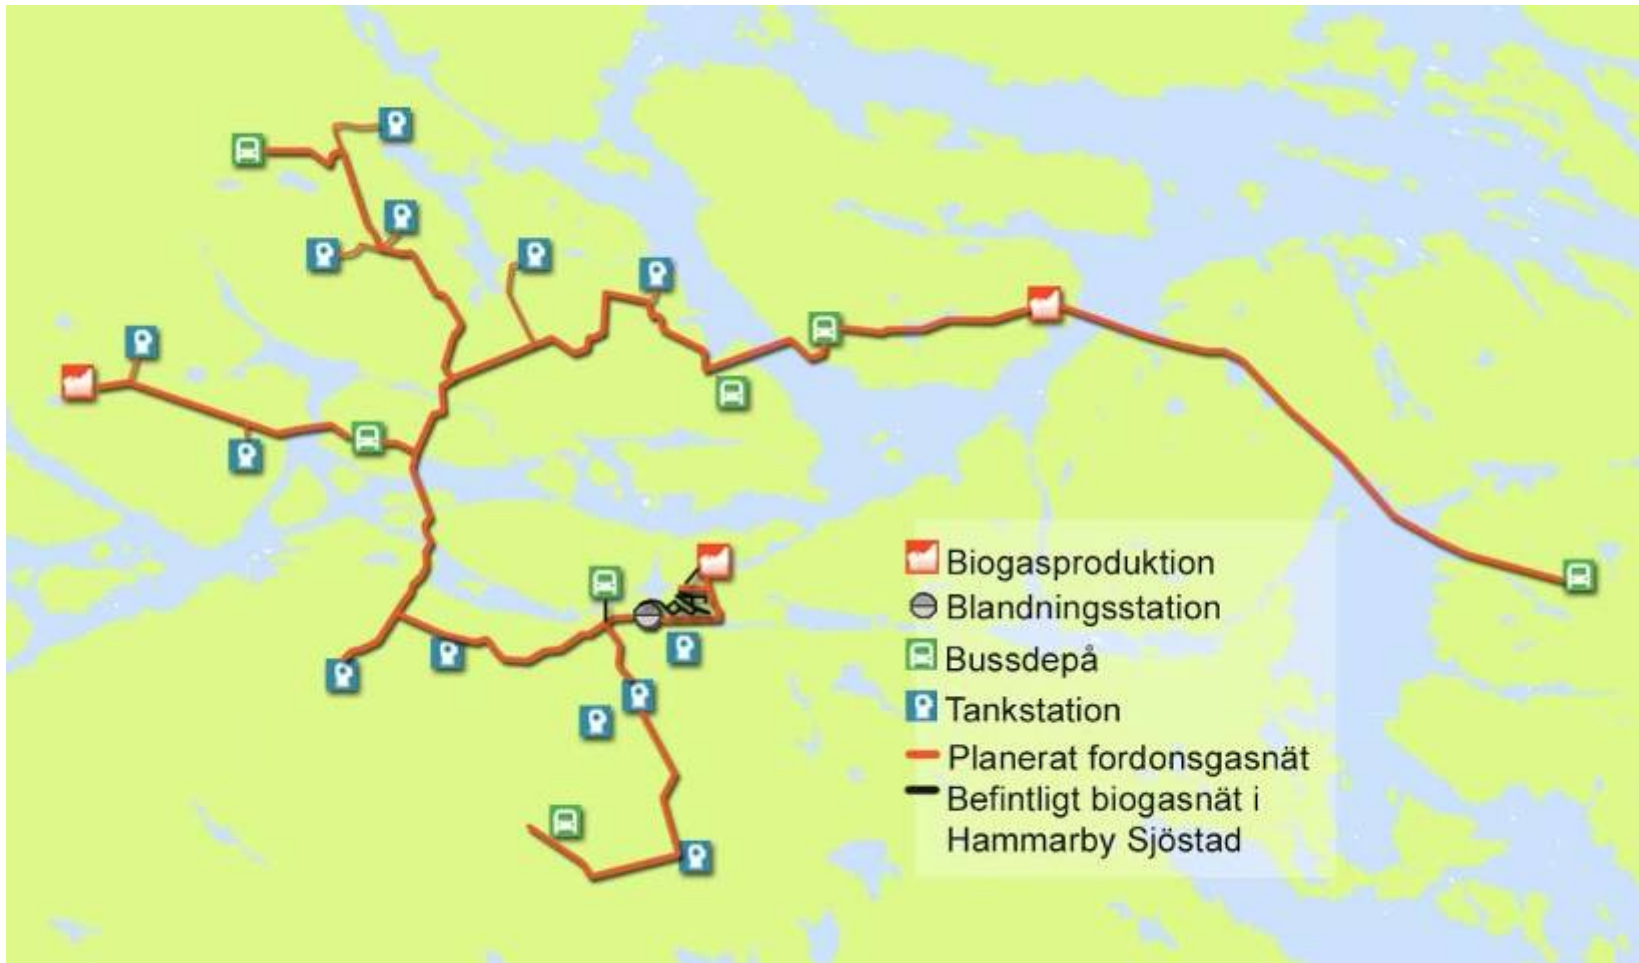 Biogasproduktion
Blandningsstation
Bussdepå
Tankstation
Planerat fordonsgasnät
Befintligt biogasnät i
Hammarby Sjöstad